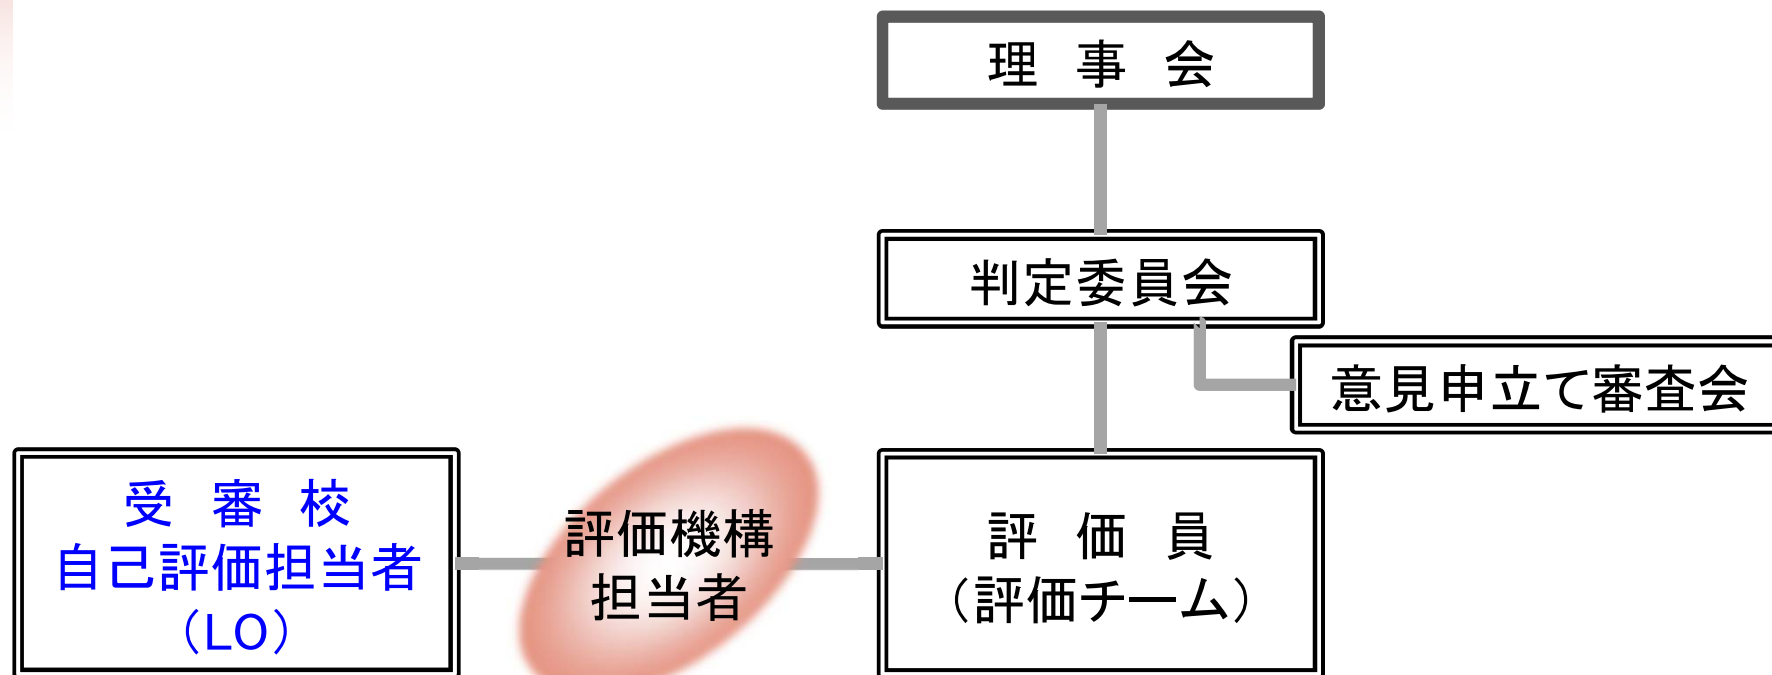 理　事　会
判定委員会
意見申立て審査会
受　審　校
自己評価担当者
（LO）
評価機構
担当者
評　価　員
（評価チーム）